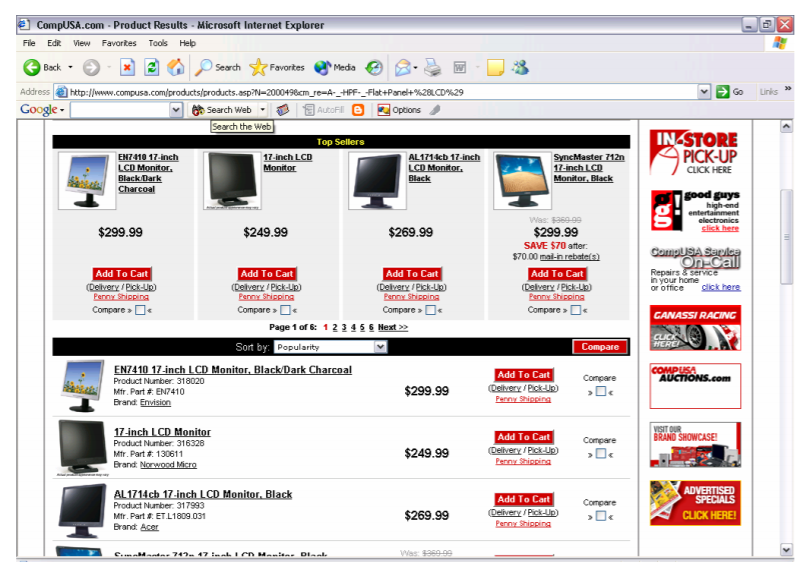 CompUSA.com - Product Results - Microsoft Internet Explorer
File Edit View Favorites Tools Help
Back Search Favorites Media
Address http://www.compusa.com/products/products.asp?N=200049&cm_re=A-_-HPF-_-Flat+Panel+%28LCD%29 Go Links »
Google Search Web AutoFill Options
Search the Web
Top Sellers
EN7410 17-inch LCD Monitor, Black/Dark Charcoal
$299.99
Add To Cart
(Delivery / Pick-Up)
Penny Shipping
Compare » «
17-inch LCD Monitor
$249.99
Add To Cart
(Delivery / Pick-Up)
Penny Shipping
Compare » «
AL1714cb 17-inch LCD Monitor, Black
$269.99
Add To Cart
(Delivery / Pick-Up)
Penny Shipping
Compare » «
SyncMaster 712n 17-inch LCD Monitor, Black
Was: $369.99
$299.99
SAVE $70 after:
$70.00 mail-in rebate(s)
Add To Cart
(Delivery / Pick-Up)
Penny Shipping
Compare » «
Page 1 of 6: 1 2 3 4 5 6 Next >>
Sort by: Popularity Compare
EN7410 17-inch LCD Monitor, Black/Dark Charcoal
Product Number: 318020
Mfr. Part #: EN7410
Brand: Envision
$299.99
Add To Cart
(Delivery / Pick-Up)
Penny Shipping
Compare
» «
17-inch LCD Monitor
Product Number: 316328
Mfr. Part #: 130611
Brand: Norwood Micro
$249.99
Add To Cart
(Delivery / Pick-Up)
Penny Shipping
Compare
» «
AL1714cb 17-inch LCD Monitor, Black
Product Number: 317993
Mfr. Part #: ET.L1809.031
Brand: Acer
$269.99
Add To Cart
(Delivery / Pick-Up)
Penny Shipping
Compare
» «
SyncMaster 712n 17-inch LCD Monitor, Black
Was: $369.99
IN-STORE
PICK-UP
CLICK HERE
good guys
high-end
entertainment
electronics
click here
CompUSA Service
On-Call
Repairs & service
in your home
or office click here
GANASSI RACING
CLICK
HERE!
COMPUSA
AUCTIONS.com
VISIT OUR
BRAND SHOWCASE!
ADVERTISED
SPECIALS
CLICK HERE!